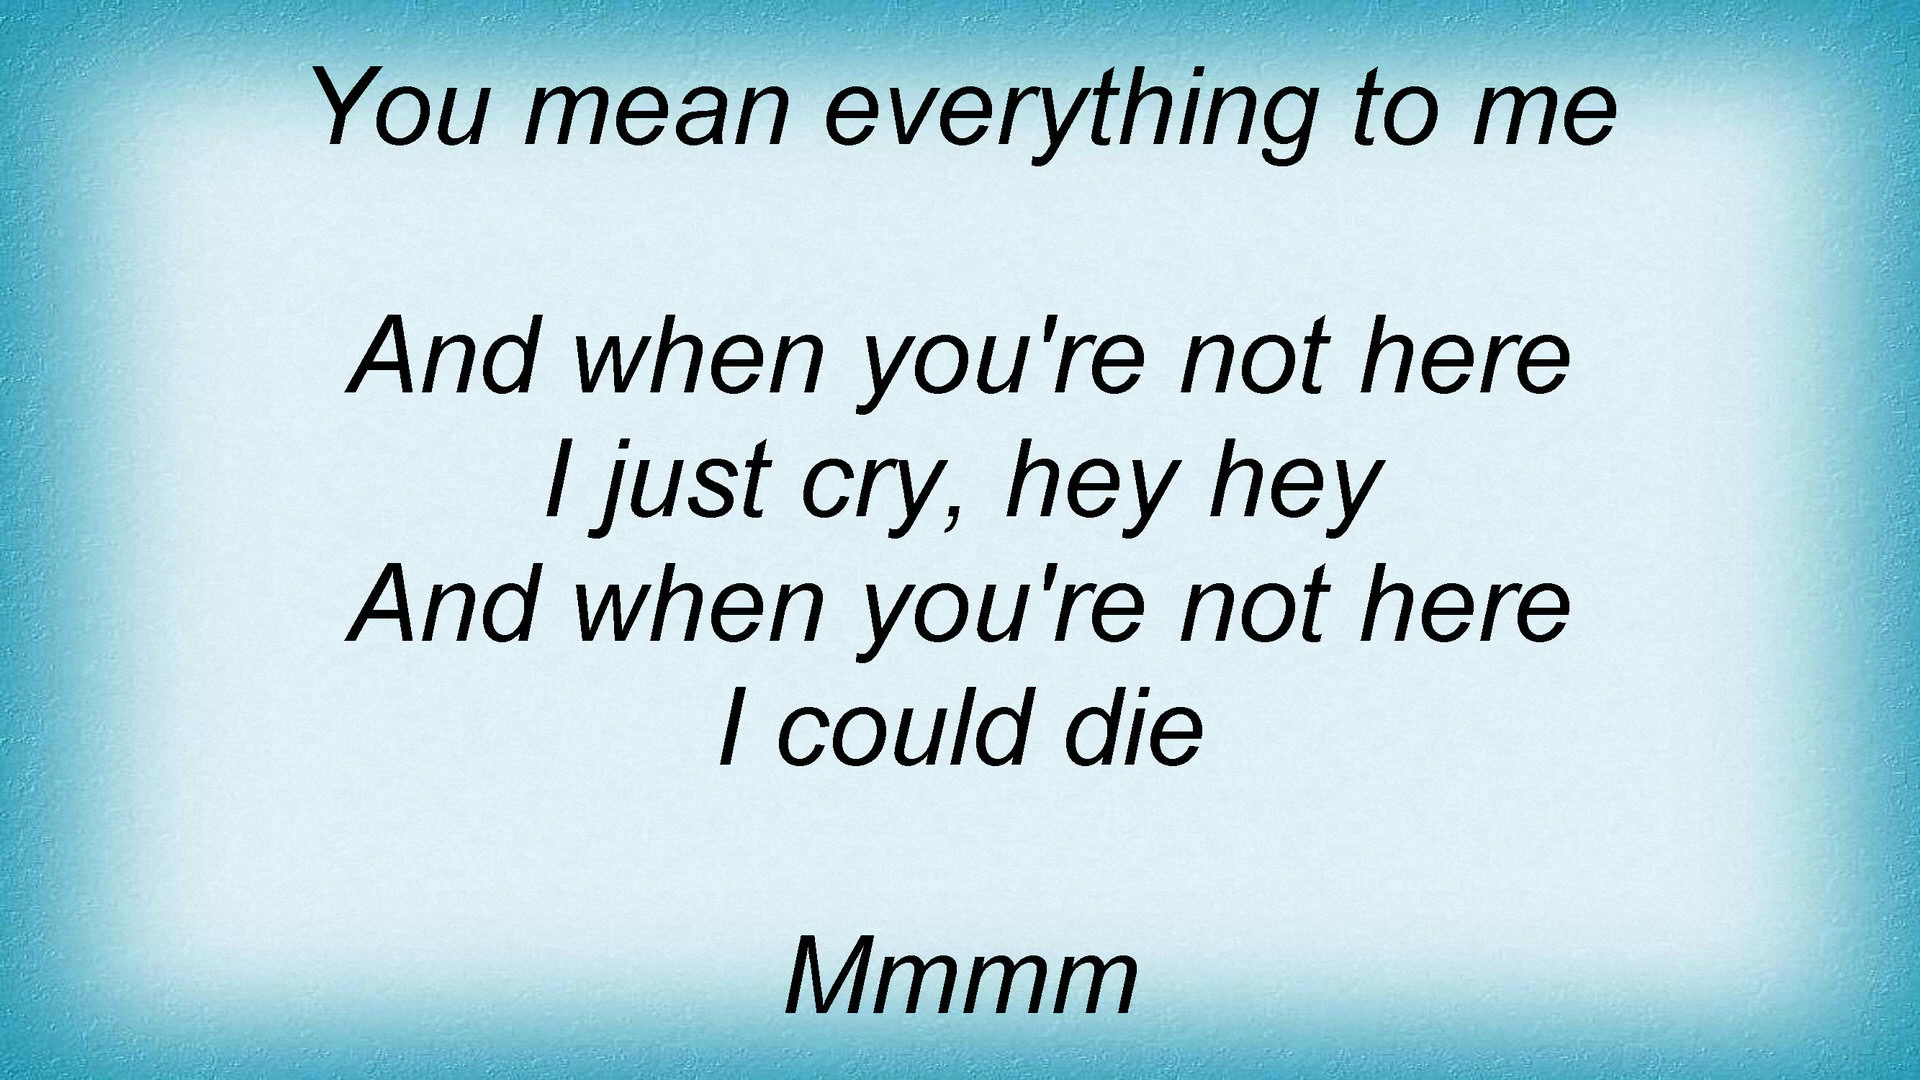 You mean everything to me
And when you're not here
I just cry, hey hey
And when you're not here
I could die
Mmmm